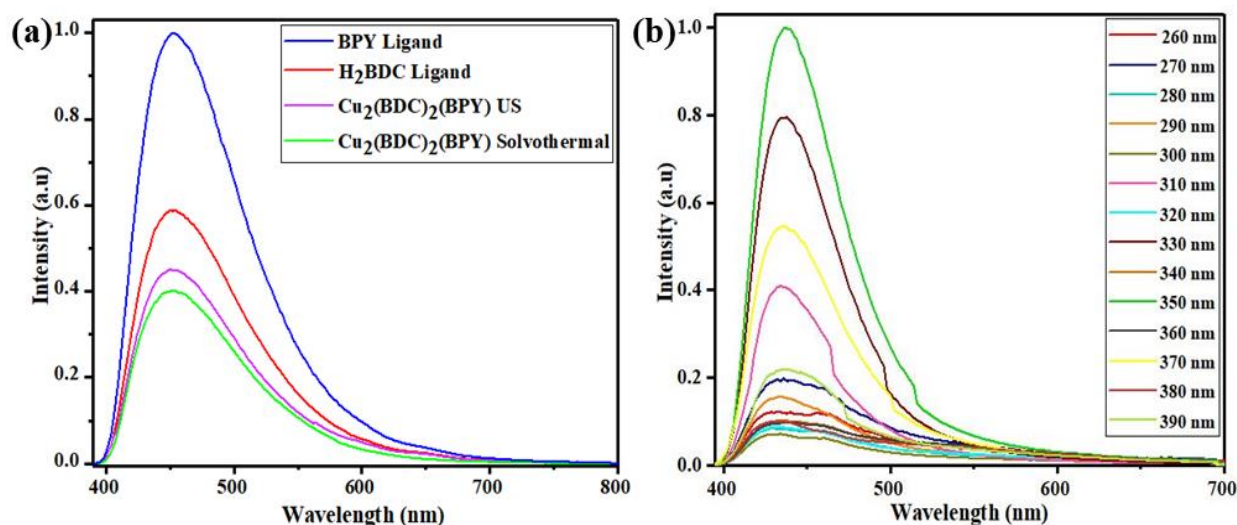 (a)
Intensity (a.u)
1.0
0.8
0.6
0.4
0.2
0.0
400 500 600 700 800
Wavelength (nm)
BPY Ligand
H₂BDC Ligand
Cu₂(BDC)₂(BPY) US
Cu₂(BDC)₂(BPY) Solvothermal
(b)
Intensity (a.u)
1.0
0.8
0.6
0.4
0.2
0.0
400 500 600 700
Wavelength (nm)
260 nm
270 nm
280 nm
290 nm
300 nm
310 nm
320 nm
330 nm
340 nm
350 nm
360 nm
370 nm
380 nm
390 nm